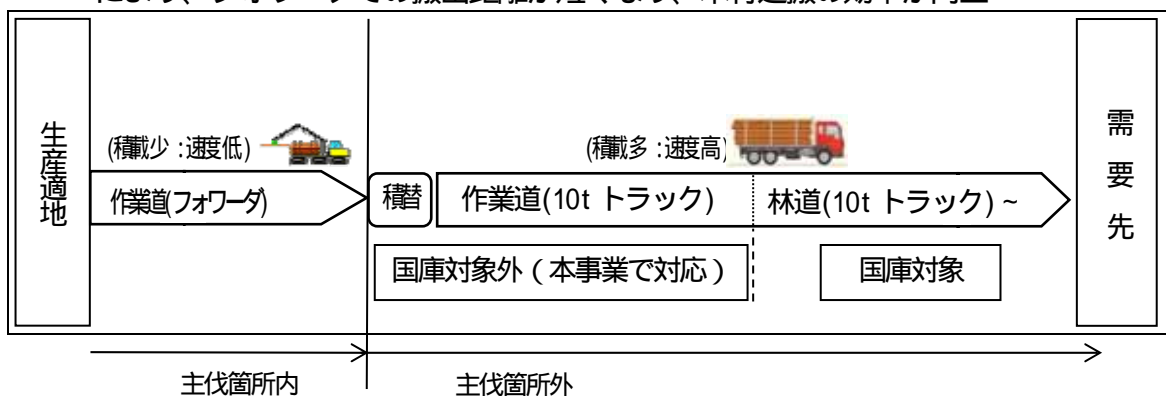 生産適地
(積載少：速度低)
作業道(フォワーダ)
積替
(積載多：速度高)
作業道(10t トラック)
林道(10t トラック) ~
国庫対象外（本事業で対応）
国庫対象
需要先
主伐箇所内
主伐箇所外